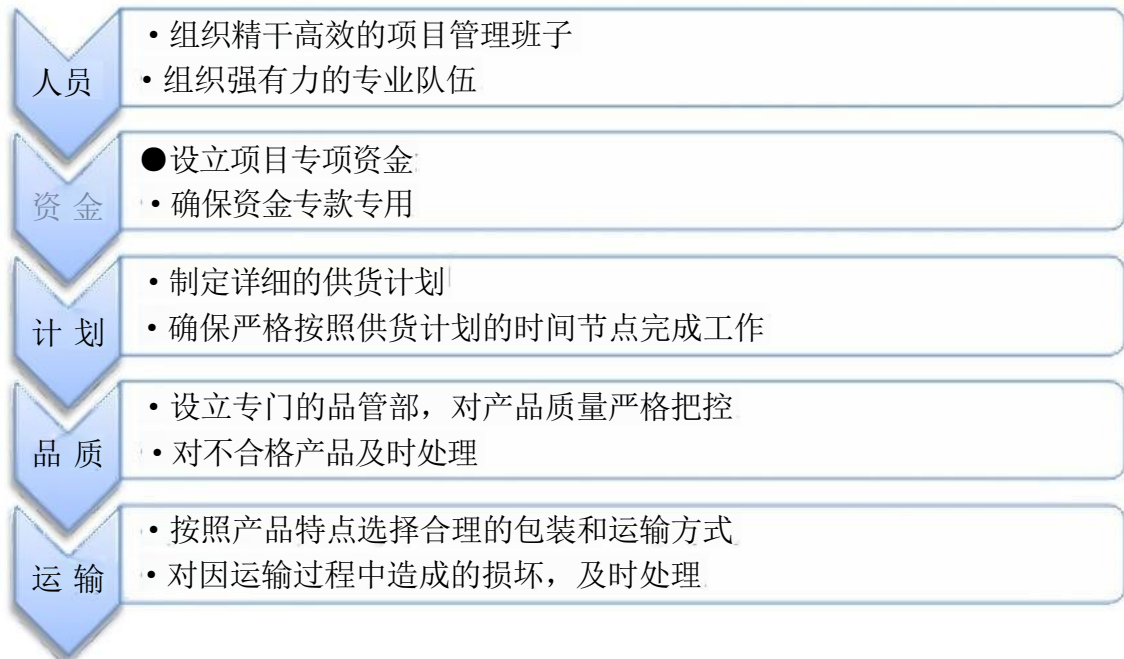 人员
• 组织精干高效的项目管理班子
• 组织强有力的专业队伍
资 金
●设立项目专项资金
• 确保资金专款专用
计 划
• 制定详细的供货计划
• 确保严格按照供货计划的时间节点完成工作
品 质
• 设立专门的品管部，对产品质量严格把控
• 对不合格产品及时处理
运 输
• 按照产品特点选择合理的包装和运输方式
• 对因运输过程中造成的损坏，及时处理